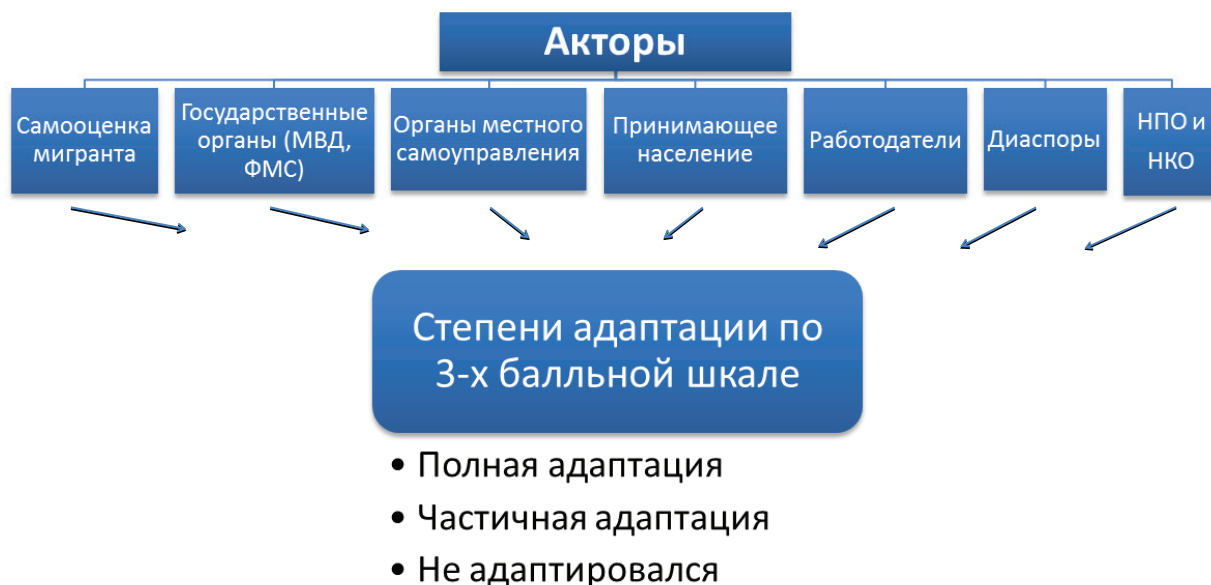 Акторы
Самооценка
мигранта
Государственные
органы (МВД,
ФМС)
Органы местного
самоуправления
Принимающее
население
Работодатели
Диаспоры
НПО и
НКО
Степени адаптации по
3-х балльной шкале
• Полная адаптация
• Частичная адаптация
• Не адаптировался